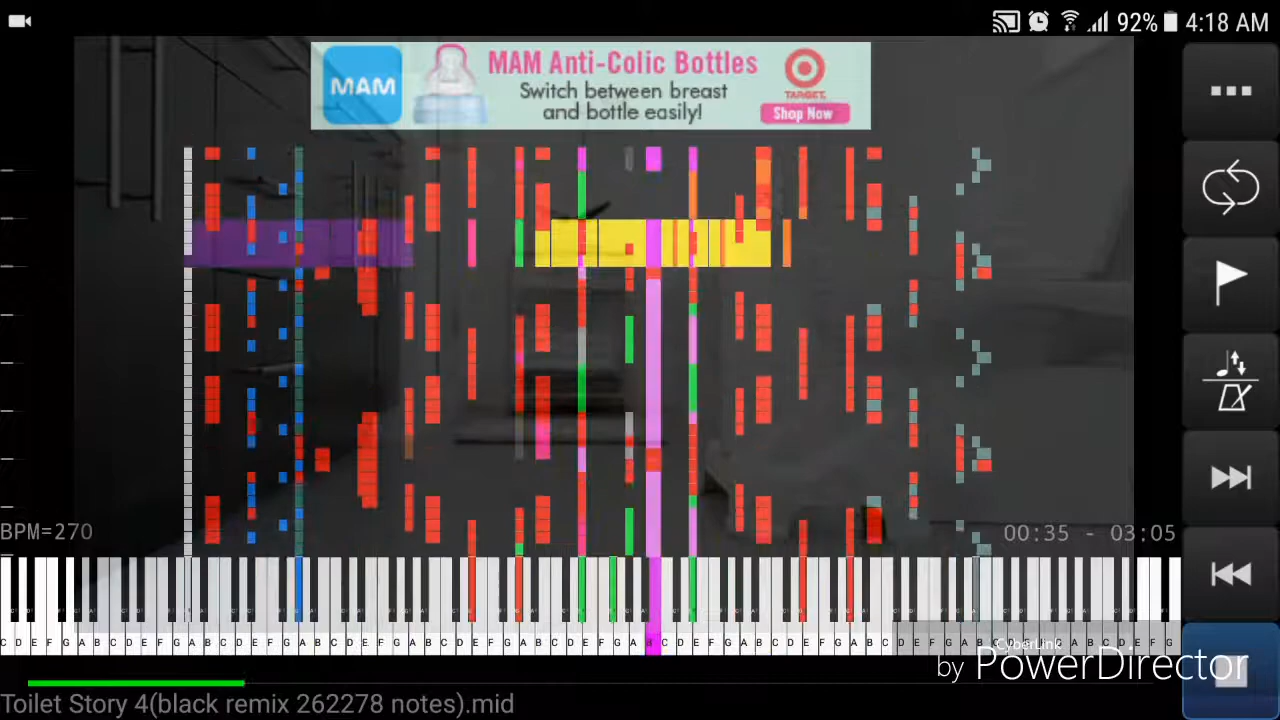 92% 4:18 AM
MAM
MAM Anti-Colic Bottles
Switch between breast
and bottle easily!
TARGET
Shop Now
BPM=270
00:35 - 03:05
C D E F G A B C D E F G A B C D E F G A B C D E F G A B C D E F G A B C D E F G A B C D E F G A B C D E F G A B C D E F G A B C D E F G A B C D E F G
CyberLink
by PowerDirector
Toilet Story 4(black remix 262278 notes).mid